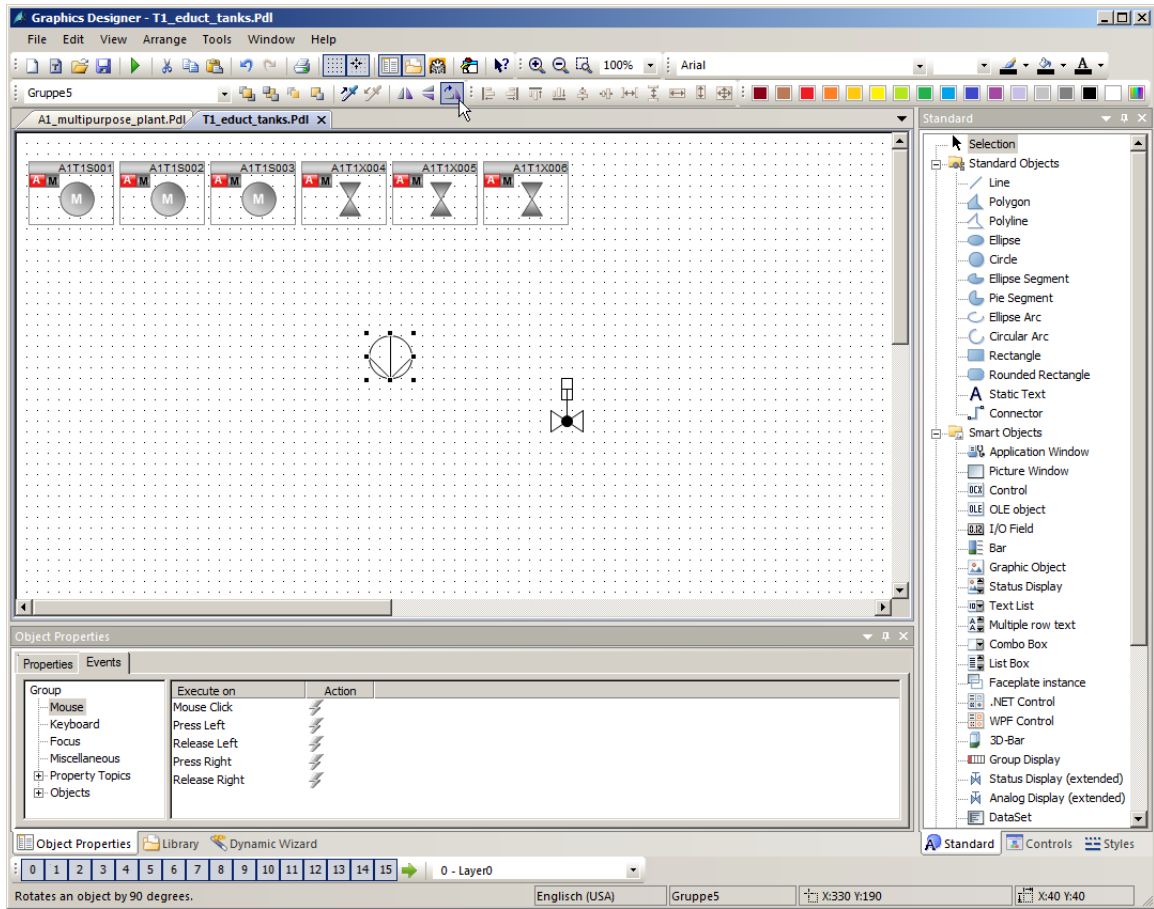 Graphics Designer - T1_educt_tanks.Pdl
File Edit View Arrange Tools Window Help
100% Arial
Gruppe5
A1_multipurpose_plant.Pdl T1_educt_tanks.Pdl X
Standard
A1T1S001 A1T1S002 A1T1S003 A1T1X004 A1T1X005 A1T1X006
A M A M A M A M A M A M
M M M
Selection
Standard Objects
Line
Polygon
Polyline
Ellipse
Circle
Ellipse Segment
Pie Segment
Ellipse Arc
Circular Arc
Rectangle
Rounded Rectangle
A Static Text
Connector
Smart Objects
Application Window
Picture Window
OCX Control
OLE OLE object
0.12 I/O Field
Bar
Graphic Object
Status Display
Text List
Multiple row text
Combo Box
List Box
Faceplate instance
.NET Control
WPF Control
3D-Bar
Group Display
Status Display (extended)
Analog Display (extended)
DataSet
Object Properties
Properties Events
Group
Mouse
Keyboard
Focus
Miscellaneous
Property Topics
Objects
Execute on Action
Mouse Click
Press Left
Release Left
Press Right
Release Right
Object Properties Library Dynamic Wizard
Standard Controls Styles
0 1 2 3 4 5 6 7 8 9 10 11 12 13 14 15 0 - Layer0
Rotates an object by 90 degrees. Englisch (USA) Gruppe5 X:330 Y:190 X:40 Y:40